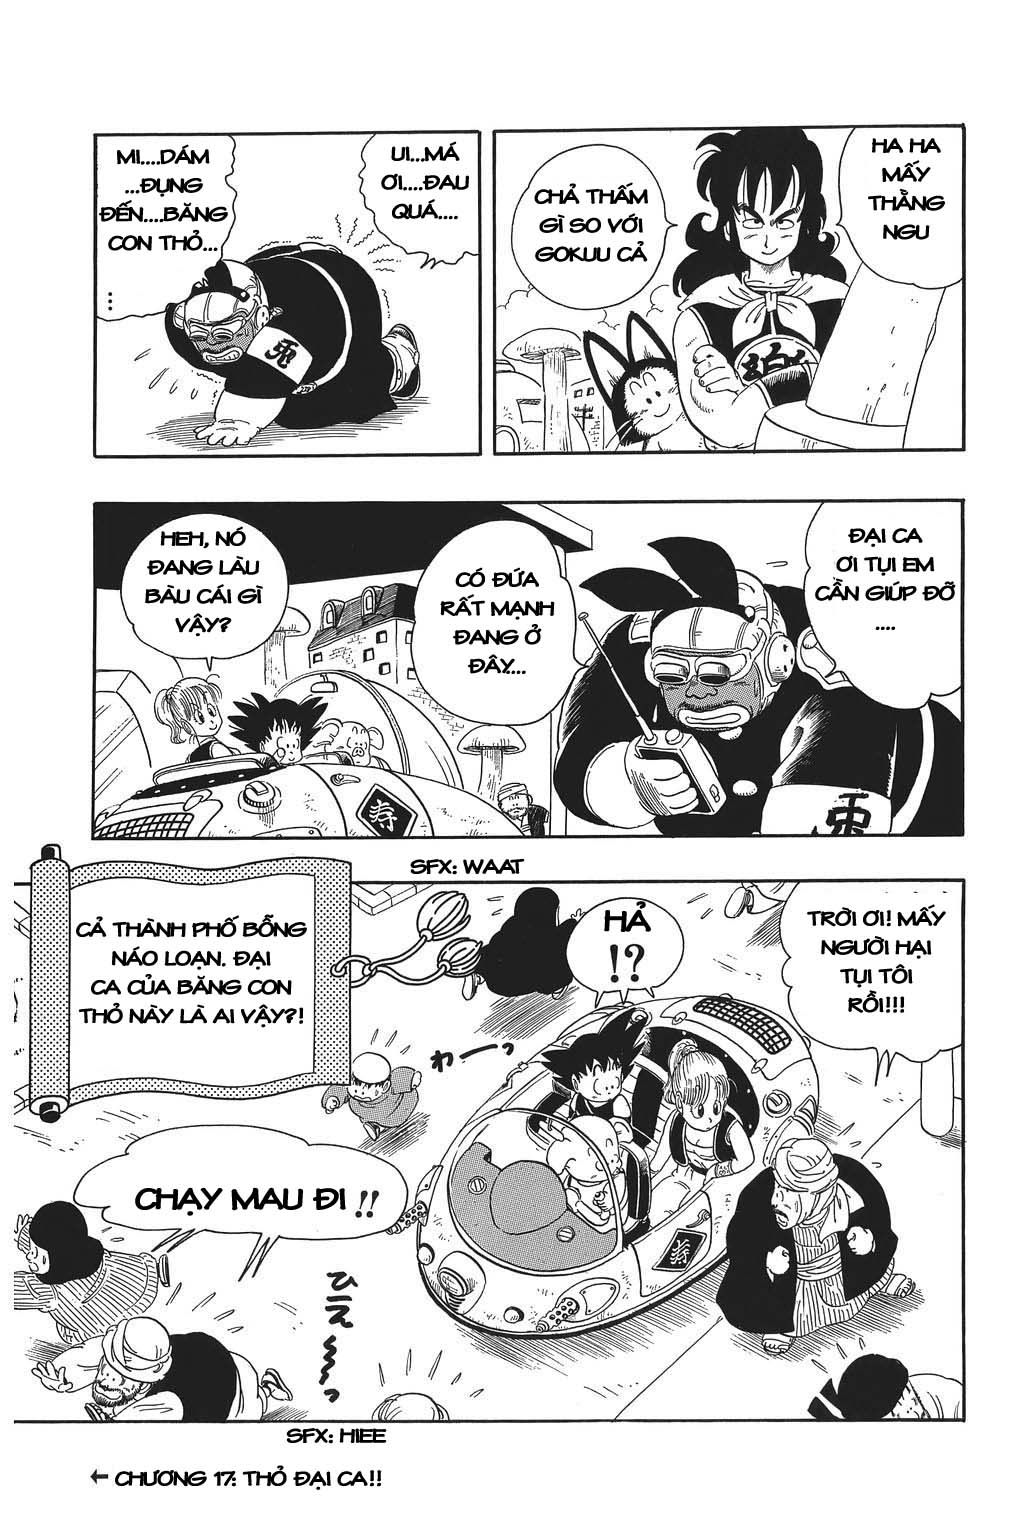 HA HA
MẤY
THẰNG
NGU
CHẢ THẤM
GÌ SO VỚI
GOKUU CẢ
UI...MÁ
ƠI....ĐAU
QUÁ....
MI....DÁM
...ĐỤNG
ĐẾN....BĂNG
CON THỎ...
...
兎
ĐẠI CA
ƠI TỤI EM
CẦN GIÚP ĐỠ
....
CÓ ĐỨA
RẤT MẠNH
ĐANG Ở
ĐÂY...
HEH, NÓ
ĐANG LÀU
BÀU CÁI GÌ
VẬY?
兎
SFX: WAAT
TRỜI ƠI! MẤY
NGƯỜI HẠI
TỤI TÔI
RỒI!!!
HẢ
!?
CẢ THÀNH PHỐ BỖNG
NÁO LOẠN. ĐẠI
CA CỦA BĂNG CON
THỎ NÀY LÀ AI VẬY?!
わーっ
CHẠY MAU ĐI !!
ひえ~~っ
SFX: HIEE
← CHƯƠNG 17: THỎ ĐẠI CA!!